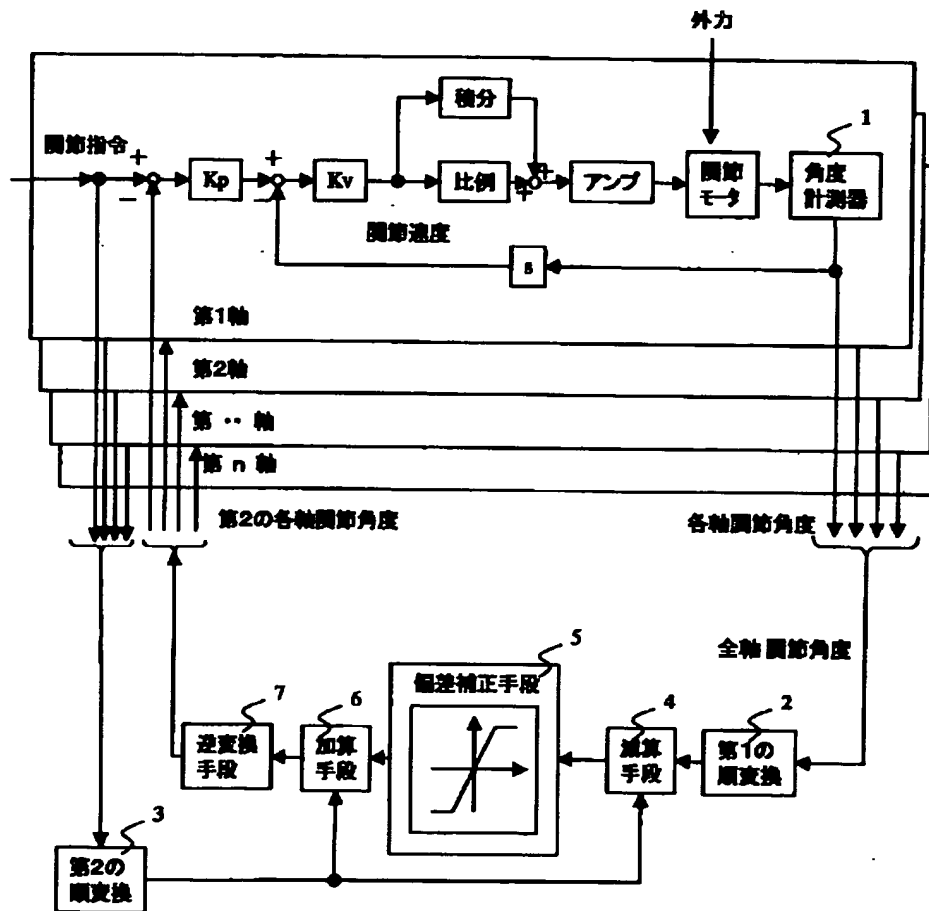 外力
1
積分
関節指令
+
−
Kp
+
−
Kv
比例
+
+
アンプ
関節
モータ
角度
計測器
関節速度
s
第1軸
第2軸
第 ‥ 軸
第 n 軸
第2の各軸関節角度
各軸関節角度
全軸関節角度
5
偏差補正手段
7
逆変換
手段
6
加算
手段
4
減算
手段
2
第1の
順変換
3
第2の
順変換